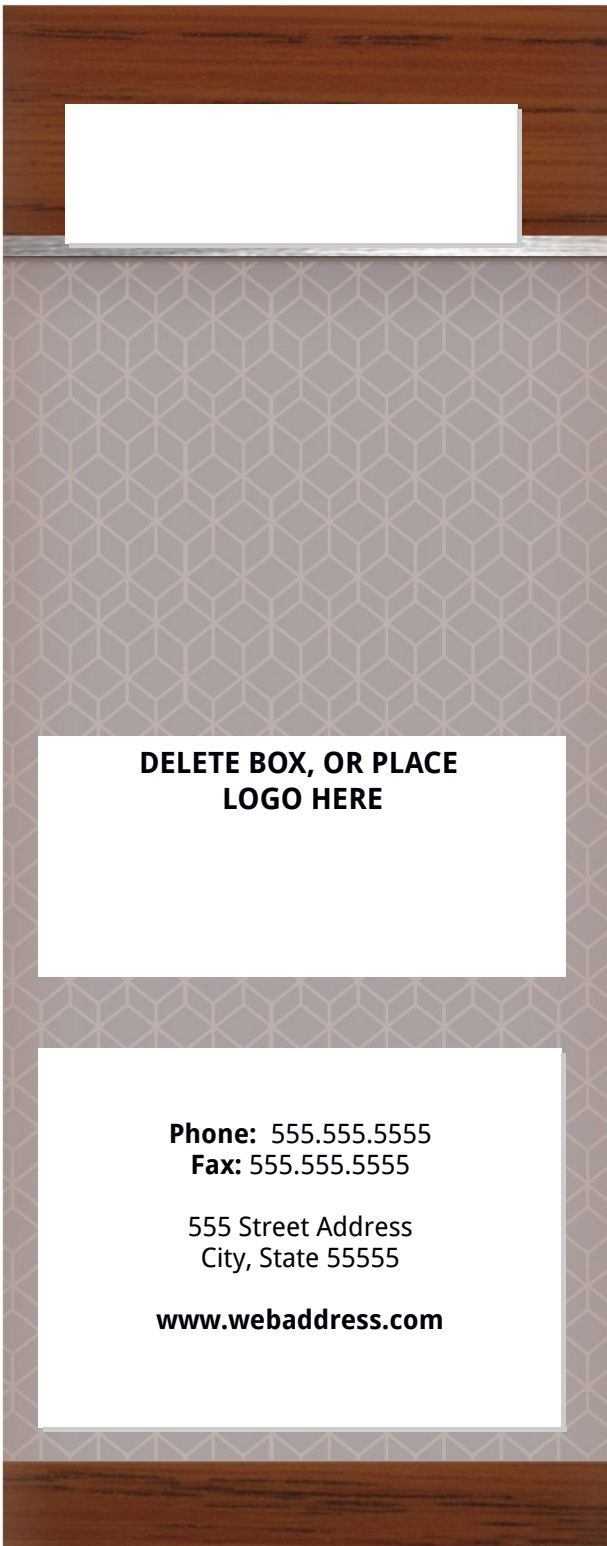 DELETE BOX, OR PLACE
LOGO HERE
Phone:  555.555.5555
Fax: 555.555.5555
555 Street Address
City, State 55555
www.webaddress.com